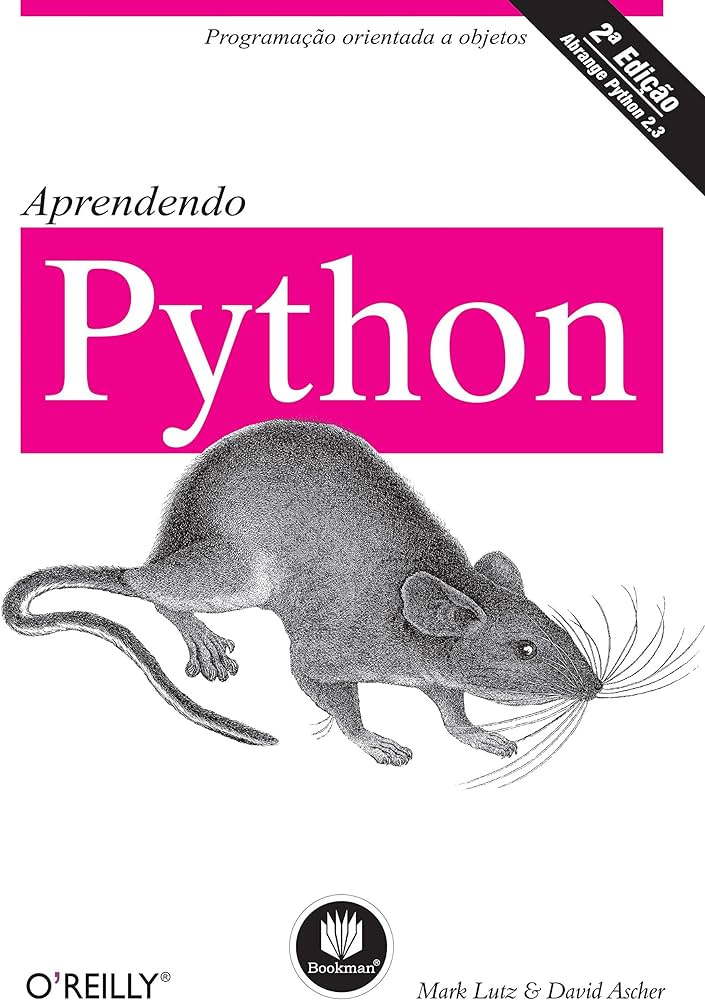 Programação orientada a objetos
2ª Edição
Abrange Python 2.3
Aprendendo
Python
Bookman®
O'REILLY®
Mark Lutz & David Ascher